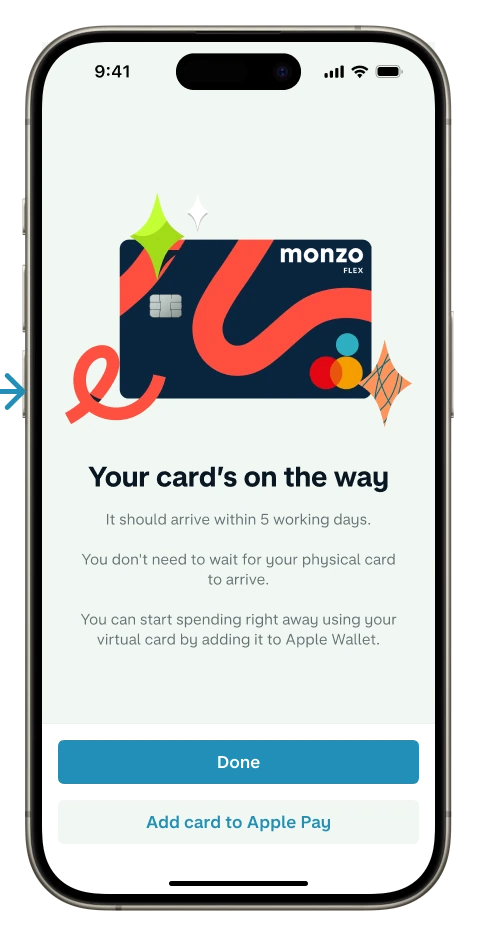 9:41
monzo
FLEX
Your card's on the way
It should arrive within 5 working days.
You don't need to wait for your physical card
to arrive.
You can start spending right away using your
virtual card by adding it to Apple Wallet.
Done
Add card to Apple Pay